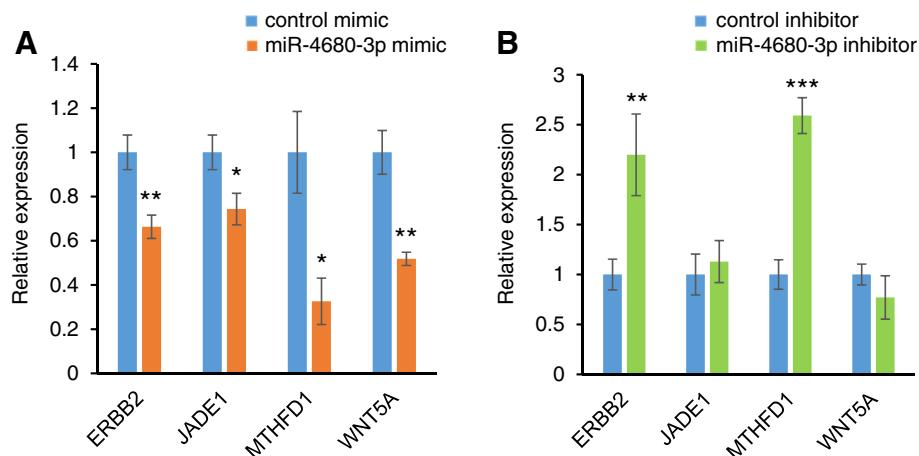 A
control mimic
miR-4680-3p mimic
Relative expression
1.4
1.2
1
0.8
0.6
0.4
0.2
0
**
*
*
**
ERBB2
JADE1
MTHFD1
WNT5A
B
control inhibitor
miR-4680-3p inhibitor
Relative expression
3
2.5
2
1.5
1
0.5
0
**
***
ERBB2
JADE1
MTHFD1
WNT5A